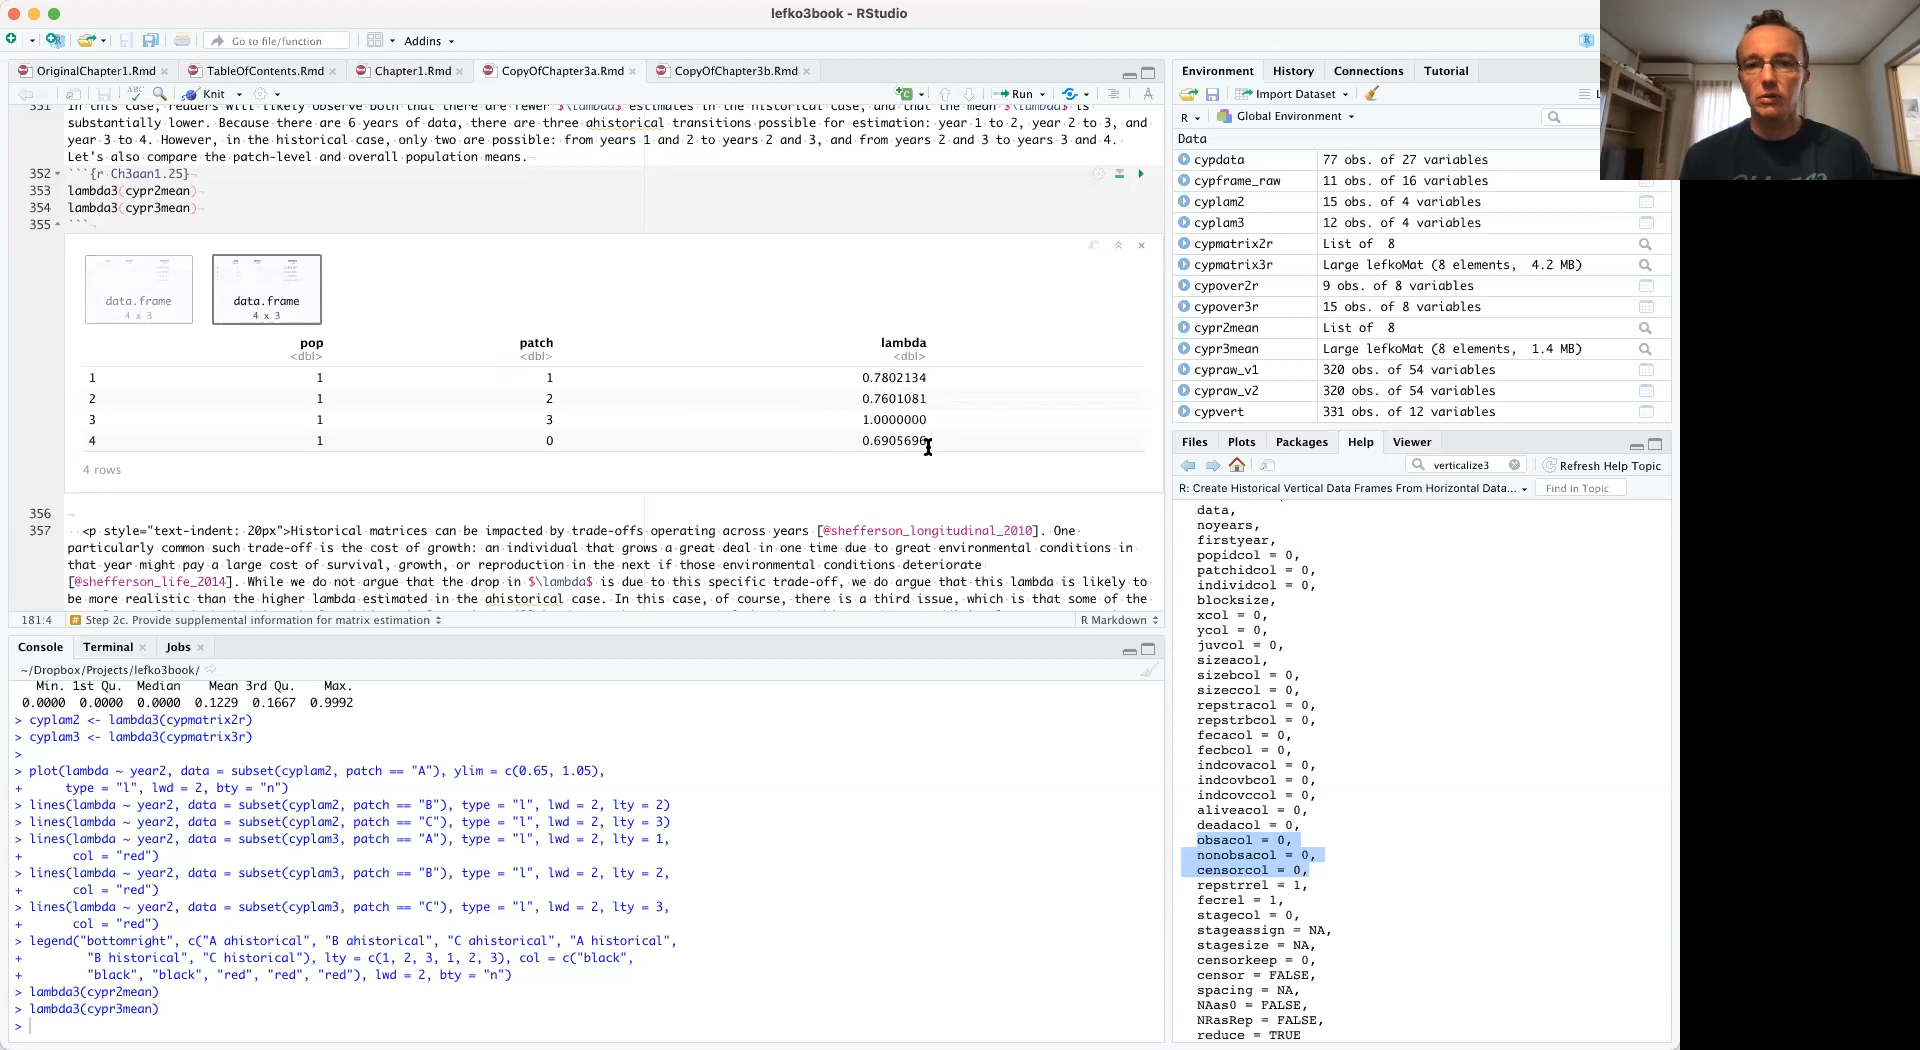 lefko3book - RStudio
Go to file/function
Addins
OriginalChapter1.Rmd
TableOfContents.Rmd
Chapter1.Rmd
CopyOfChapter3a.Rmd
CopyOfChapter3b.Rmd
Knit
Run
351 In this case, readers will likely observe both that there are fewer $\lambda$ estimates in the historical case, and that the mean $\lambda$ is
substantially lower. Because there are 6 years of data, there are three ahistorical transitions possible for estimation: year 1 to 2, year 2 to 3, and
year 3 to 4. However, in the historical case, only two are possible: from years 1 and 2 to years 2 and 3, and from years 2 and 3 to years 3 and 4.
Let's also compare the patch-level and overall population means.
352 ```{r Ch3aan1.25}
353 lambda3(cypr2mean)
354 lambda3(cypr3mean)
355 ```
data.frame
4 x 3
data.frame
4 x 3
pop patch lambda
<dbl> <dbl> <dbl>
1 1 1 0.7802134
2 1 2 0.7601081
3 1 3 1.0000000
4 1 0 0.6905696
4 rows
356
357 <p style="text-indent: 20px">Historical matrices can be impacted by trade-offs operating across years [@shefferson_longitudinal_2010]. One
particularly common such trade-off is the cost of growth: an individual that grows a great deal in one time due to great environmental conditions in
that year might pay a large cost of survival, growth, or reproduction in the next if those environmental conditions deteriorate
[@shefferson_life_2014]. While we do not argue that the drop in $\lambda$ is due to this specific trade-off, we do argue that this lambda is likely to
be more realistic than the higher lambda estimated in the ahistorical case. In this case, of course, there is a third issue, which is that some of the
181:4 # Step 2c. Provide supplemental information for matrix estimation
R Markdown
Console Terminal Jobs
~/Dropbox/Projects/lefko3book/
Min. 1st Qu. Median Mean 3rd Qu. Max.
0.0000 0.0000 0.0000 0.1229 0.1667 0.9992
> cyplam2 <- lambda3(cypmatrix2r)
> cyplam3 <- lambda3(cypmatrix3r)
>
> plot(lambda ~ year2, data = subset(cyplam2, patch == "A"), ylim = c(0.65, 1.05),
+ type = "l", lwd = 2, bty = "n")
> lines(lambda ~ year2, data = subset(cyplam2, patch == "B"), type = "l", lwd = 2, lty = 2)
> lines(lambda ~ year2, data = subset(cyplam2, patch == "C"), type = "l", lwd = 2, lty = 3)
> lines(lambda ~ year2, data = subset(cyplam3, patch == "A"), type = "l", lwd = 2, lty = 1,
+ col = "red")
> lines(lambda ~ year2, data = subset(cyplam3, patch == "B"), type = "l", lwd = 2, lty = 2,
+ col = "red")
> lines(lambda ~ year2, data = subset(cyplam3, patch == "C"), type = "l", lwd = 2, lty = 3,
+ col = "red")
> legend("bottomright", c("A ahistorical", "B ahistorical", "C ahistorical", "A historical",
+ "B historical", "C historical"), lty = c(1, 2, 3, 1, 2, 3), col = c("black",
+ "black", "black", "red", "red", "red"), lwd = 2, bty = "n")
> lambda3(cypr2mean)
> lambda3(cypr3mean)
>
Environment History Connections Tutorial
Import Dataset
R Global Environment
Data
cypdata 77 obs. of 27 variables
cypframe_raw 11 obs. of 16 variables
cyplam2 15 obs. of 4 variables
cyplam3 12 obs. of 4 variables
cypmatrix2r List of 8
cypmatrix3r Large lefkoMat (8 elements, 4.2 MB)
cypover2r 9 obs. of 8 variables
cypover3r 15 obs. of 8 variables
cypr2mean List of 8
cypr3mean Large lefkoMat (8 elements, 1.4 MB)
cypraw_v1 320 obs. of 54 variables
cypraw_v2 320 obs. of 54 variables
cypvert 331 obs. of 12 variables
Files Plots Packages Help Viewer
verticalize3
Refresh Help Topic
R: Create Historical Vertical Data Frames From Horizontal Data...
Find in Topic
data,
noyears,
firstyear,
popidcol = 0,
patchidcol = 0,
individcol = 0,
blocksize,
xcol = 0,
ycol = 0,
juvcol = 0,
sizeacol,
sizebcol = 0,
sizeccol = 0,
repstracol = 0,
repstrbcol = 0,
fecacol = 0,
fecbcol = 0,
indcovacol = 0,
indcovbcol = 0,
indcovccol = 0,
aliveacol = 0,
deadacol = 0,
obsacol = 0,
nonobsacol = 0,
censorcol = 0,
repstrrel = 1,
fecrel = 1,
stagecol = 0,
stageassign = NA,
stagesize = NA,
censorkeep = 0,
censor = FALSE,
spacing = NA,
NAas0 = FALSE,
NRasRep = FALSE,
reduce = TRUE